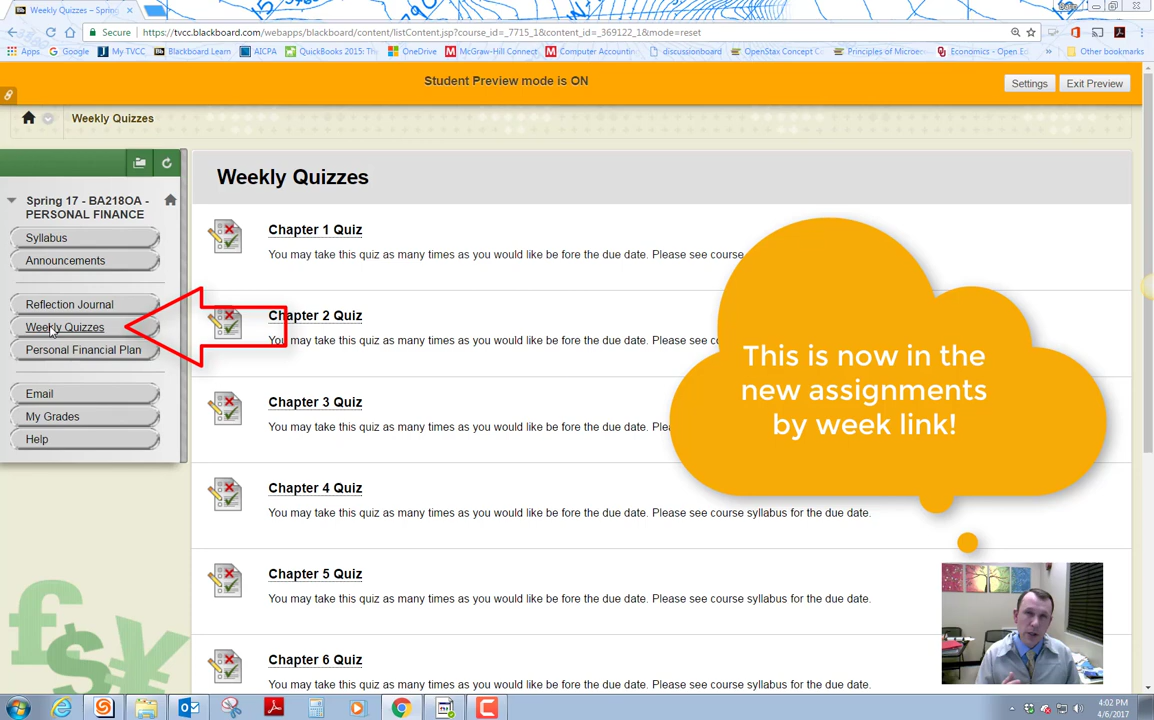 Weekly Quizzes – Spring
Secure
https://tvcc.blackboard.com/webapps/blackboard/content/listContent.jsp?course_id=_7715_1&content_id=_369122_1&mode=reset
Apps Google My TVCC Blackboard Learn AICPA QuickBooks 2015: Th OneDrive McGraw-Hill Connect Computer Accountin discussionboard OpenStax Concept C Principles of Microec Economics - Open Ed » Other bookmarks
Student Preview mode is ON
Settings
Exit Preview
Weekly Quizzes
Spring 17 - BA218OA -
PERSONAL FINANCE
Syllabus
Announcements
Reflection Journal
Weekly Quizzes
Personal Financial Plan
Email
My Grades
Help
Weekly Quizzes
Chapter 1 Quiz
You may take this quiz as many times as you would like be fore the due date. Please see course
Chapter 2 Quiz
You may take this quiz as many times as you would like be fore the due date. Please see co
Chapter 3 Quiz
You may take this quiz as many times as you would like be fore the due date. Plea
Chapter 4 Quiz
You may take this quiz as many times as you would like be fore the due date. Please see course syllabus for the due date.
Chapter 5 Quiz
You may take this quiz as many times as you would like be fore the due date. Please see course syllabus for the due date.
Chapter 6 Quiz
You may take this quiz as many times as you would like be fore the due date. Please see course syllabus for the due date.
This is now in the
new assignments
by week link!
4:02 PM
4/6/2017